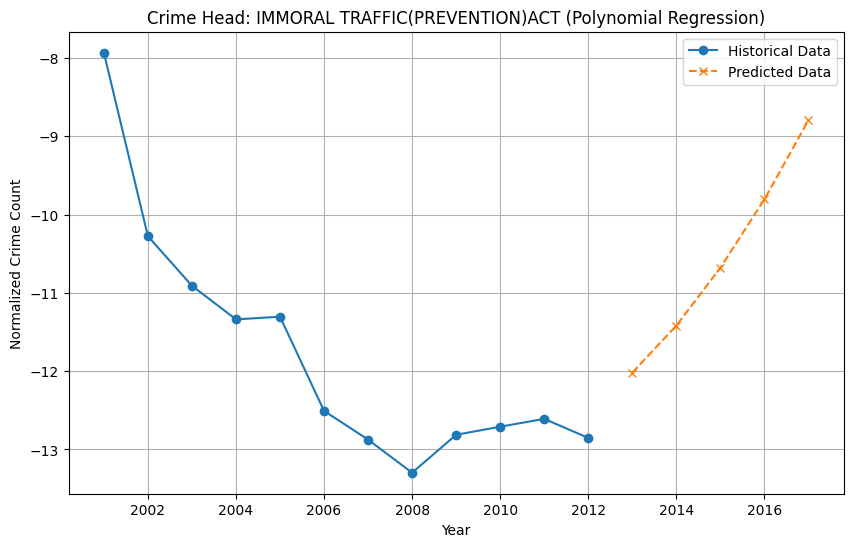 Crime Head: IMMORAL TRAFFIC(PREVENTION)ACT (Polynomial Regression)
Historical Data
Predicted Data
Normalized Crime Count
−8
−9
−10
−11
−12
−13
2002 2004 2006 2008 2010 2012 2014 2016
Year